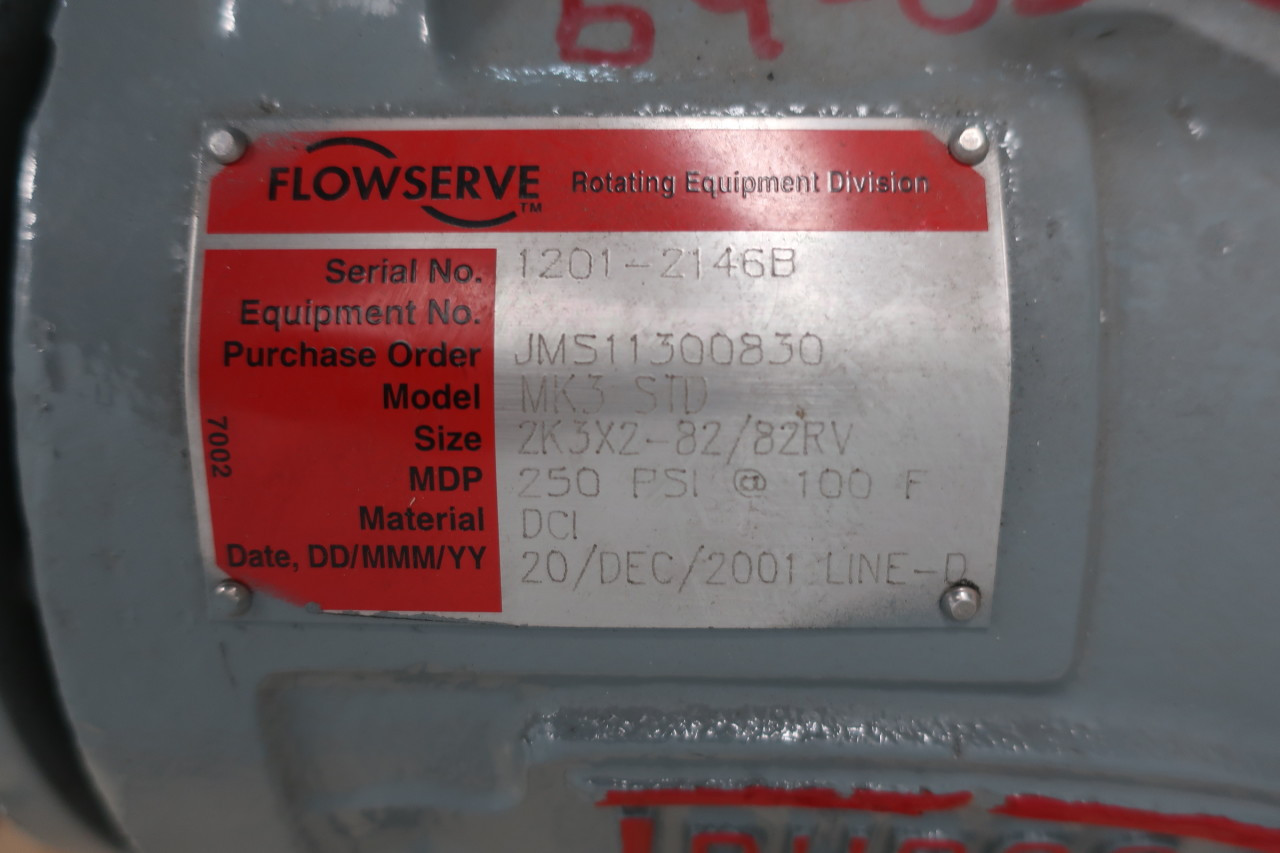 FLOWSERVE TM Rotating Equipment Division
Serial No. 1201-2146B
Equipment No.
Purchase Order JMS11300830
Model MK3 STD
Size 2K3X2-82/82RV
MDP 250 PSI @ 100 F
Material DCI
Date, DD/MMM/YY 20/DEC/2001 LINE-D
7002